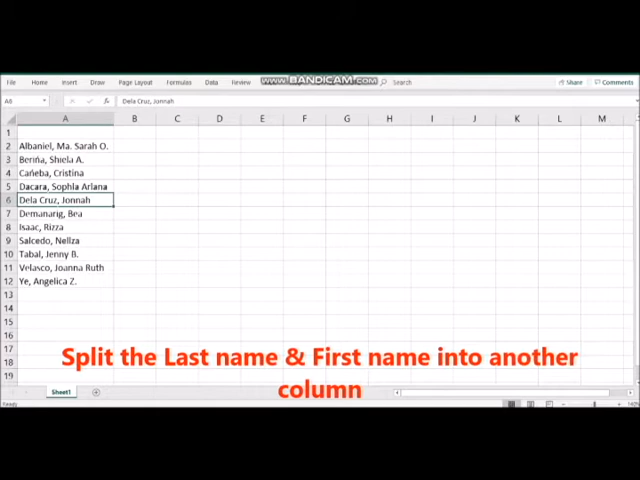 WWW.BANDICAM.COM
File Home Insert Draw Page Layout Formulas Data Review Search Share Comments
A6 fx Dela Cruz, Jonnah
A B C D E F G H I J K L M
1
2 Albaniel, Ma. Sarah O.
3 Beriña, Shiela A.
4 Cañeba, Cristina
5 Dacara, Sophia Ariana
6 Dela Cruz, Jonnah
7 Demanarig, Bea
8 Isaac, Rizza
9 Salcedo, Neliza
10 Tabal, Jenny B.
11 Velasco, Joanna Ruth
12 Ye, Angelica Z.
13
14
15
16
17
18
19
Split the Last name & First name into another
column
Sheet1
Ready